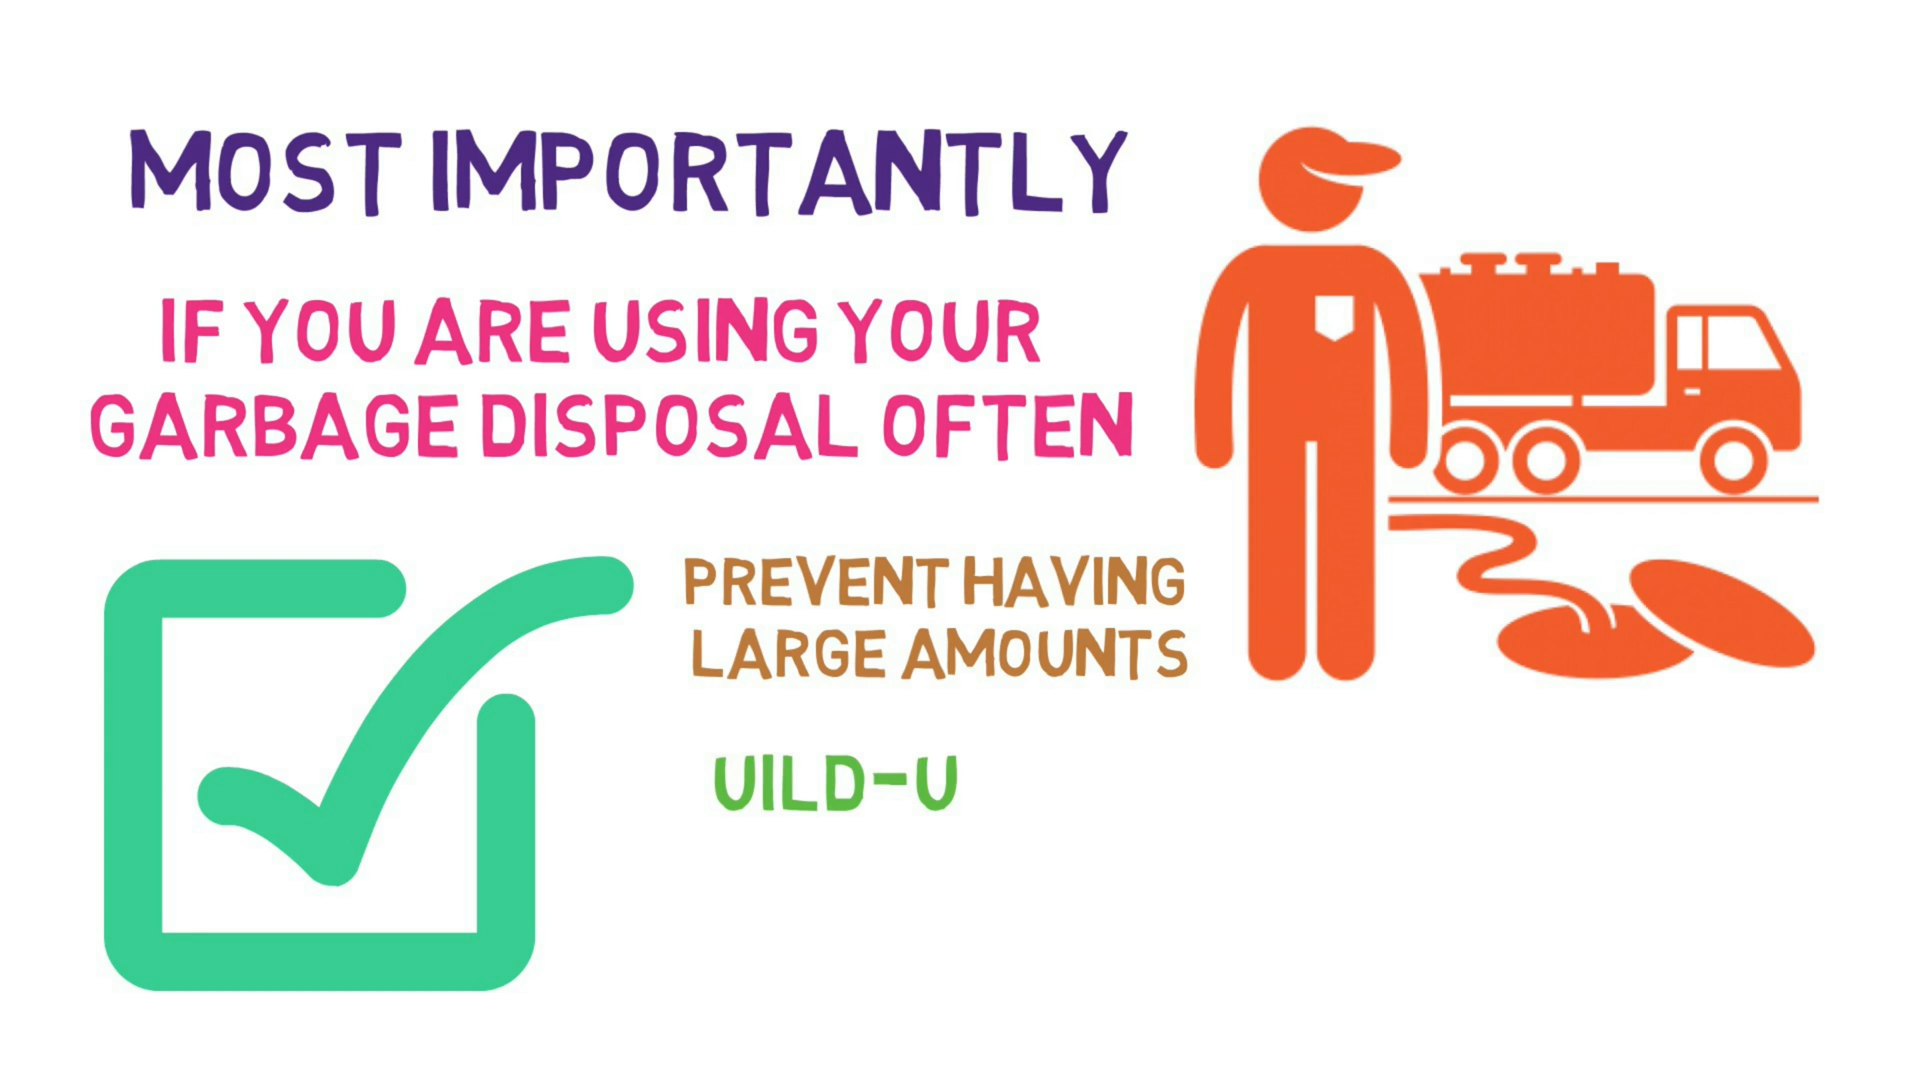 MOST IMPORTANTLY
IF YOU ARE USING YOUR
GARBAGE DISPOSAL OFTEN
PREVENT HAVING
LARGE AMOUNTS
UILD-U